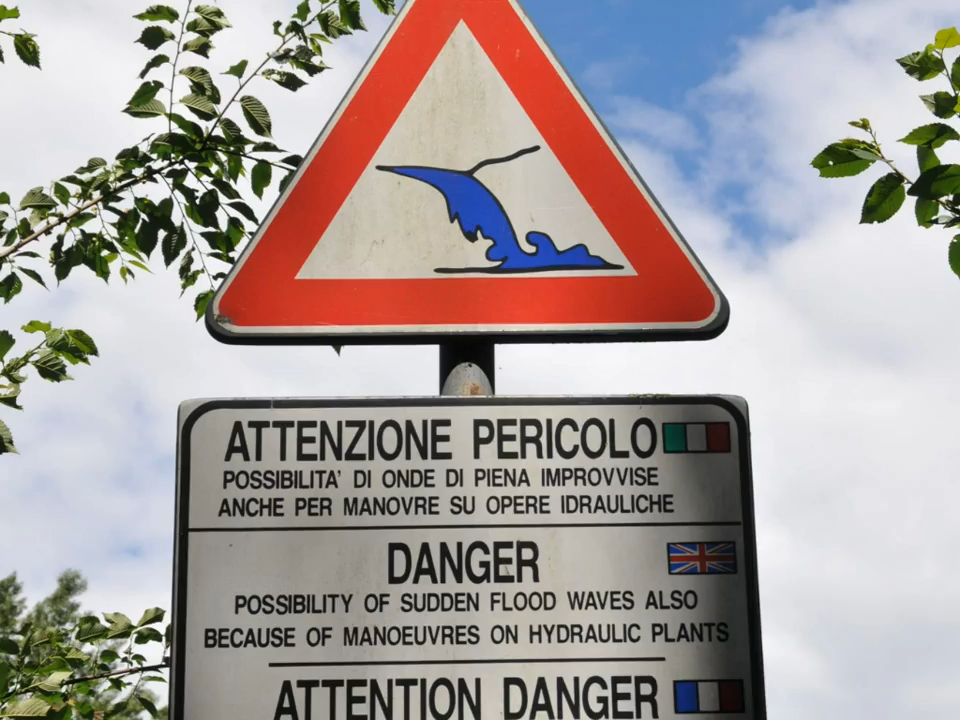 ATTENZIONE PERICOLO
POSSIBILITA' DI ONDE DI PIENA IMPROVVISE
ANCHE PER MANOVRE SU OPERE IDRAULICHE
DANGER
POSSIBILITY OF SUDDEN FLOOD WAVES ALSO
BECAUSE OF MANOEUVRES ON HYDRAULIC PLANTS
ATTENTION DANGER